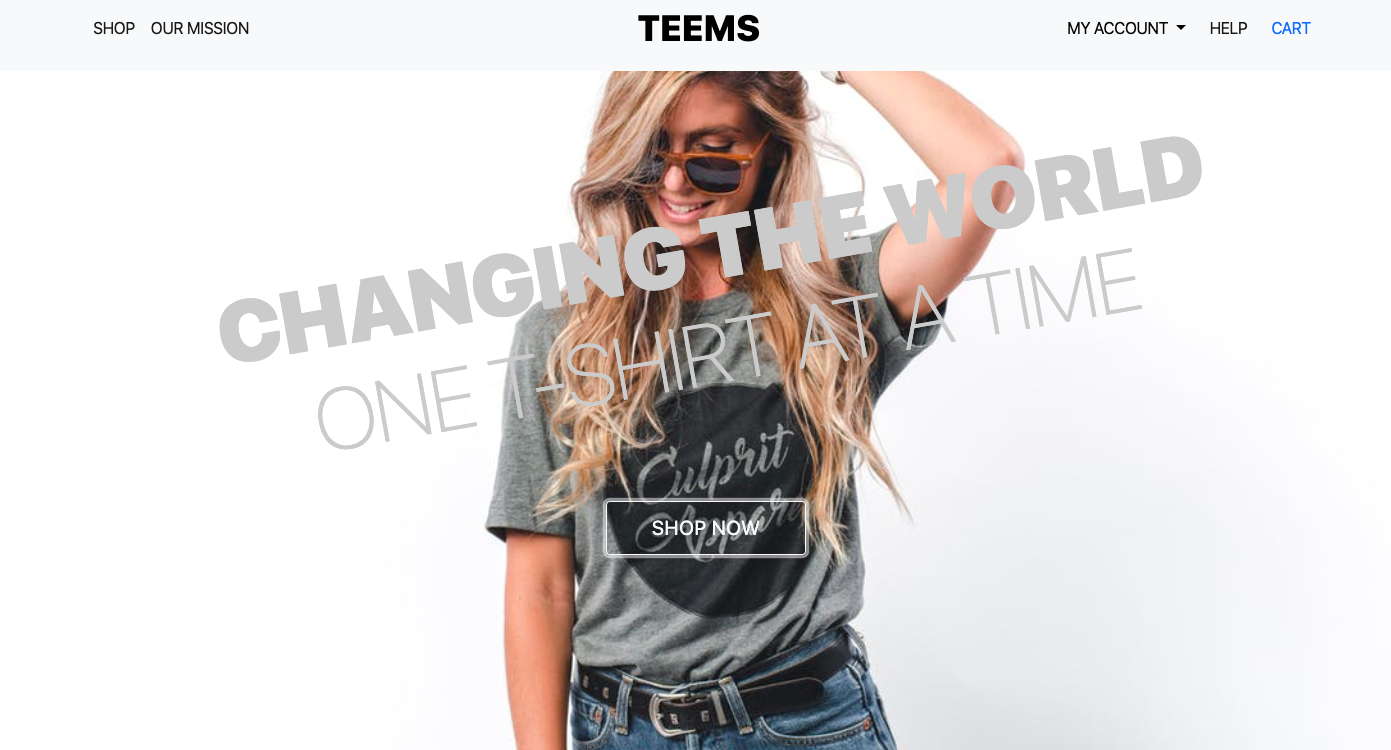 SHOP OUR MISSION TEEMS MY ACCOUNT HELP CART
CHANGING THE WORLD
ONE T-SHIRT AT A TIME
Culprit
Apparel
SHOP NOW